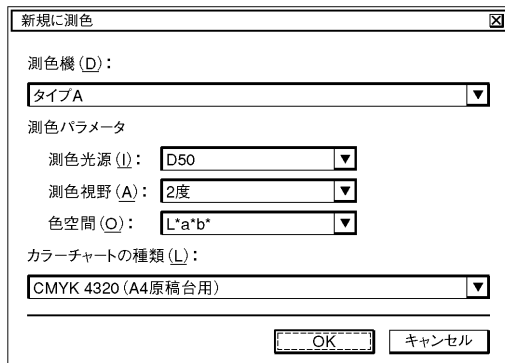 新規に測色
測色機(D):
タイプA
測色パラメータ
測色光源(I): D50
測色視野(A): 2度
色空間(O): L*a*b*
カラーチャートの種類(L):
CMYK 4320(A4原稿台用)
OK キャンセル